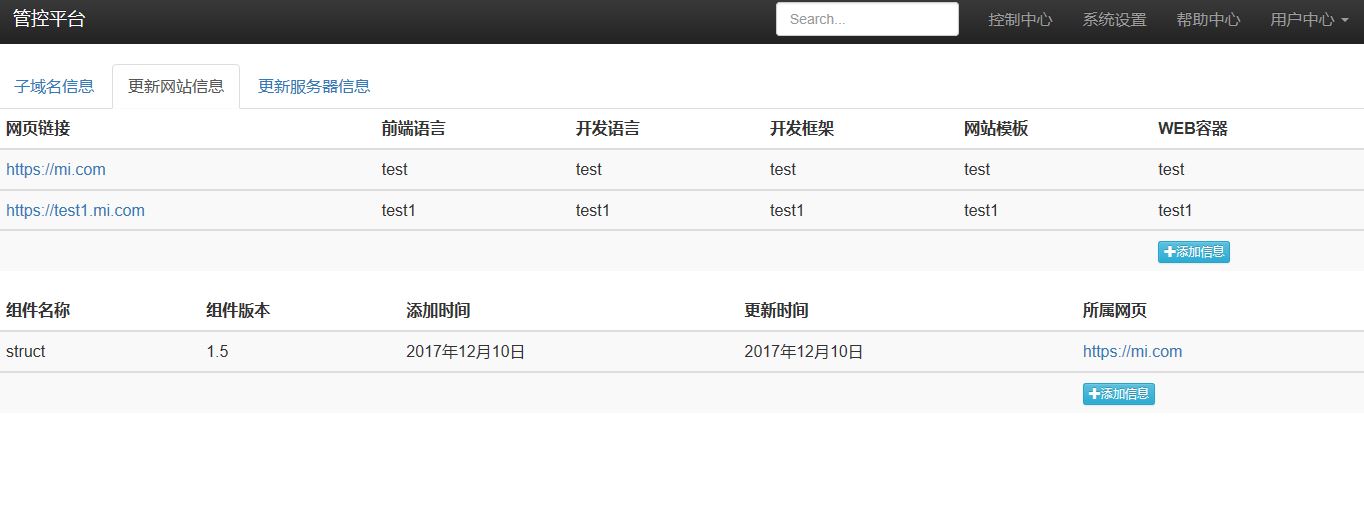 管控平台 Search... 控制中心 系统设置 帮助中心 用户中心
子域名信息 更新网站信息 更新服务器信息
网页链接 前端语言 开发语言 开发框架 网站模板 WEB容器
https://mi.com test test test test test
https://test1.mi.com test1 test1 test1 test1 test1
添加信息
组件名称 组件版本 添加时间 更新时间 所属网页
struct 1.5 2017年12月10日 2017年12月10日 https://mi.com
添加信息